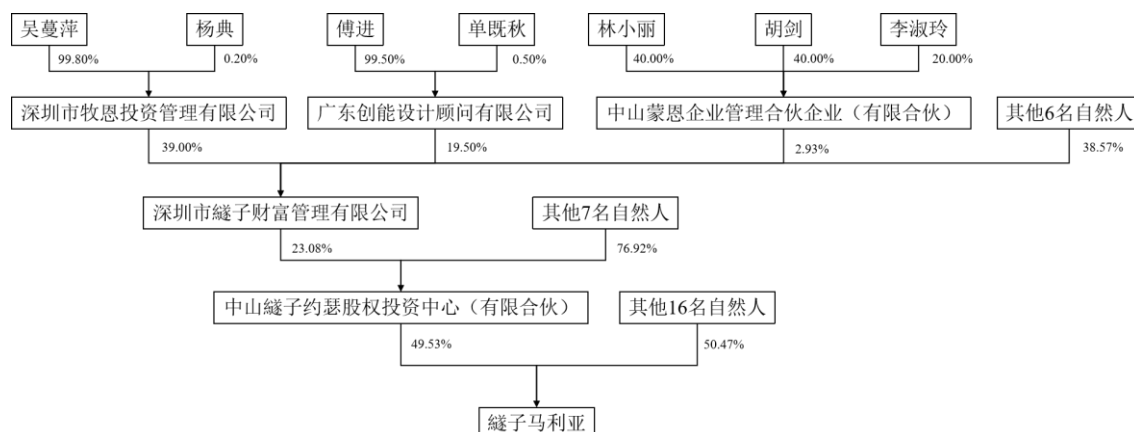 吴蔓萍
杨典
傅进
单既秋
林小丽
胡剑
李淑玲
99.80%
0.20%
99.50%
0.50%
40.00%
40.00%
20.00%
深圳市牧恩投资管理有限公司
广东创能设计顾问有限公司
中山蒙恩企业管理合伙企业（有限合伙）
其他6名自然人
39.00%
19.50%
2.93%
38.57%
深圳市繸子财富管理有限公司
其他7名自然人
23.08%
76.92%
中山繸子约瑟股权投资中心（有限合伙）
其他16名自然人
49.53%
50.47%
繸子马利亚